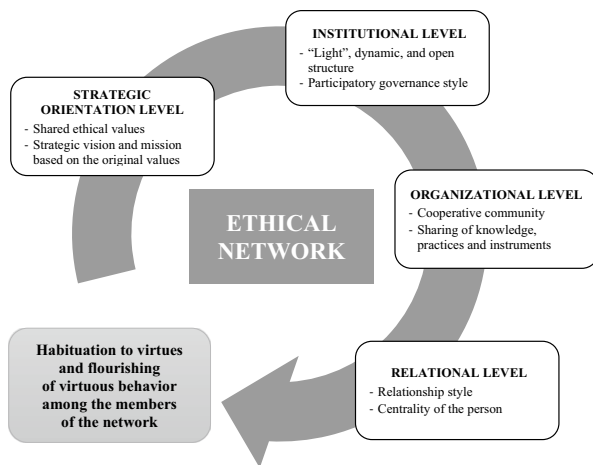 INSTITUTIONAL LEVEL
- “Light”, dynamic, and open
structure
- Participatory governance style
STRATEGIC
ORIENTATION LEVEL
- Shared ethical values
- Strategic vision and mission
based on the original values
ETHICAL
NETWORK
ORGANIZATIONAL LEVEL
- Cooperative community
- Sharing of knowledge,
practices and instruments
RELATIONAL LEVEL
- Relationship style
- Centrality of the person
Habituation to virtues
and flourishing
of virtuous behavior
among the members
of the network